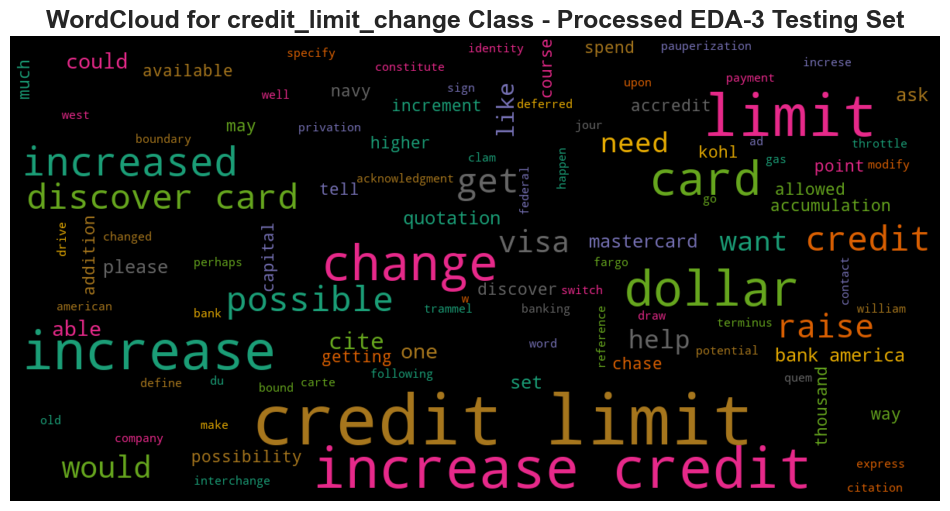 WordCloud for credit_limit_change Class - Processed EDA-3 Testing Set
specify identity spend pauperization
could constitute course increse
much available sign upon payment
well navy increment like deferred accredit limit ask
west may privation jour
boundary higher need ad throttle
increased clam happen kohl gas point modify
discover card tell acknowledgment get federal card go allowed
quotation accumulation
drive addition changed capital visa mastercard want credit
please perhaps change fargo contact
american possible discover switch dollar william
able bank trammel w banking draw terminus raise
increase cite word reference help potential bank america
getting one chase
define du following set quem
bound carte thousand way
old make credit limit
company
would possibility increase credit express
interchange citation